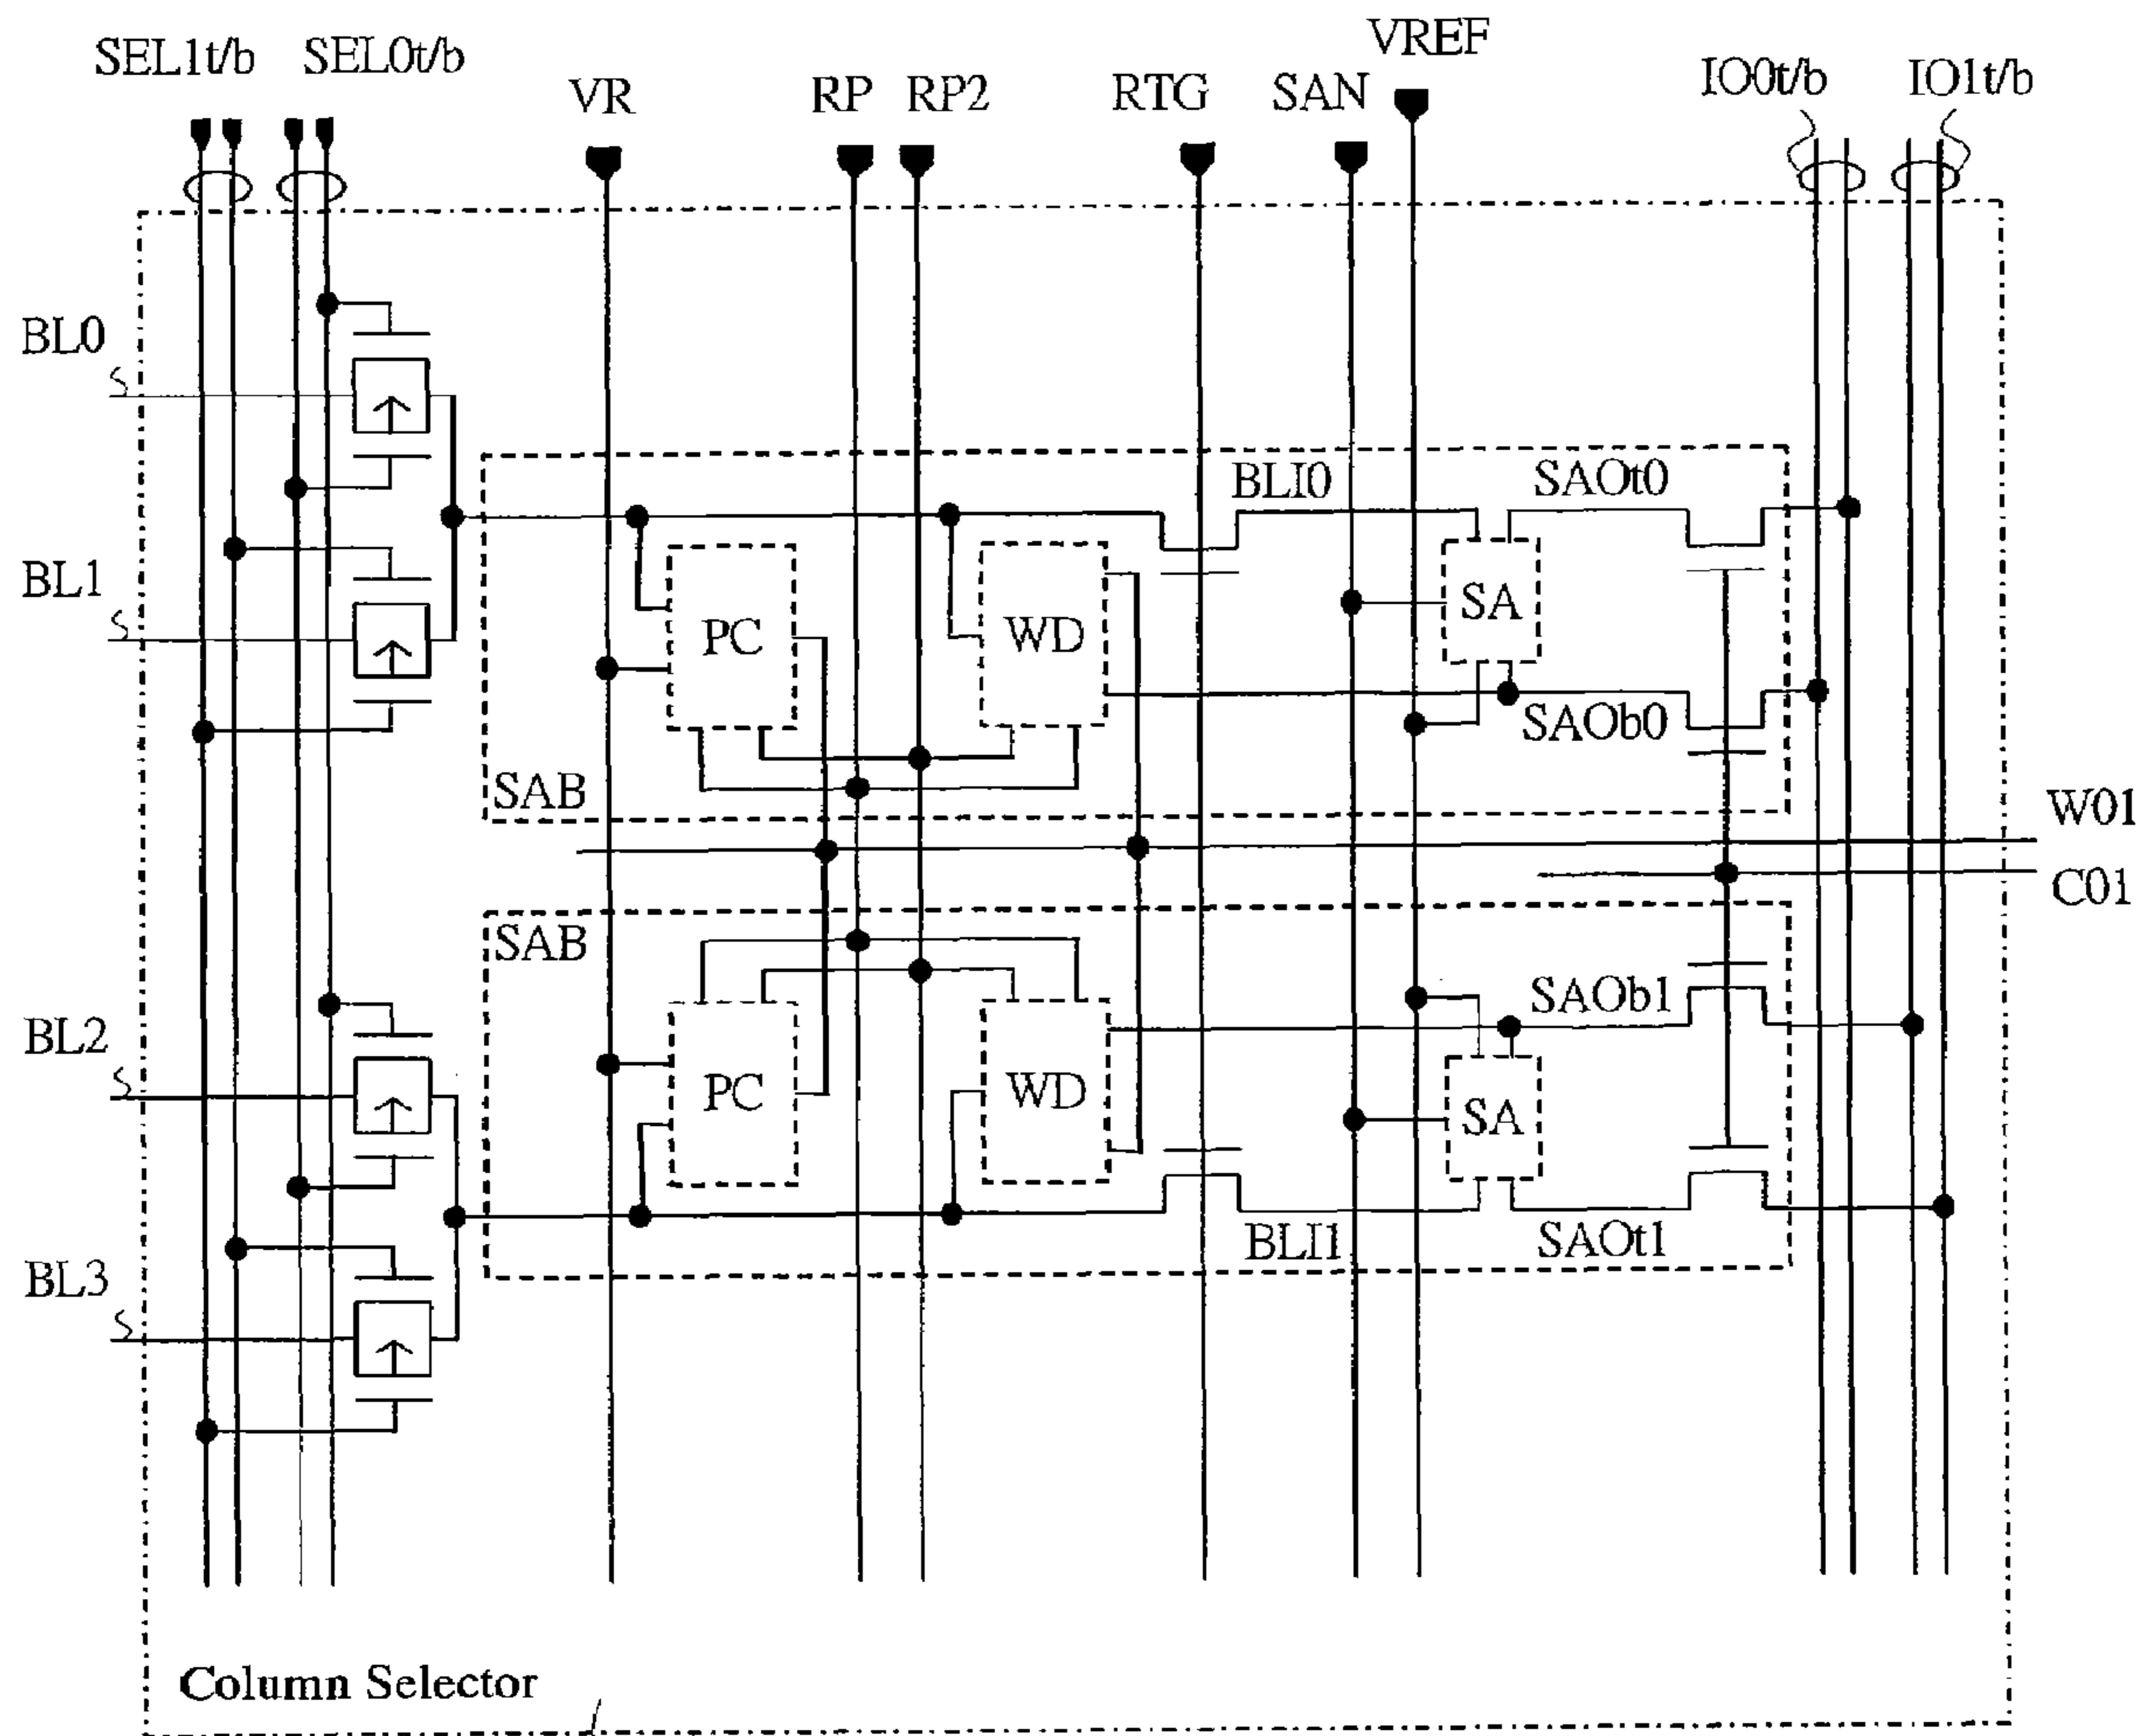 SEL1t/b SEL0t/b VR RP RP2 RTG SAN VREF IO0t/b IO1t/b
BL0
BLI0 SAOt0
BL1
PC WD SA
SAOb0
SAB
W01
C01
SAB
SAOb1
BL2
PC WD SA
BLI1 SAOt1
BL3
Column Selector